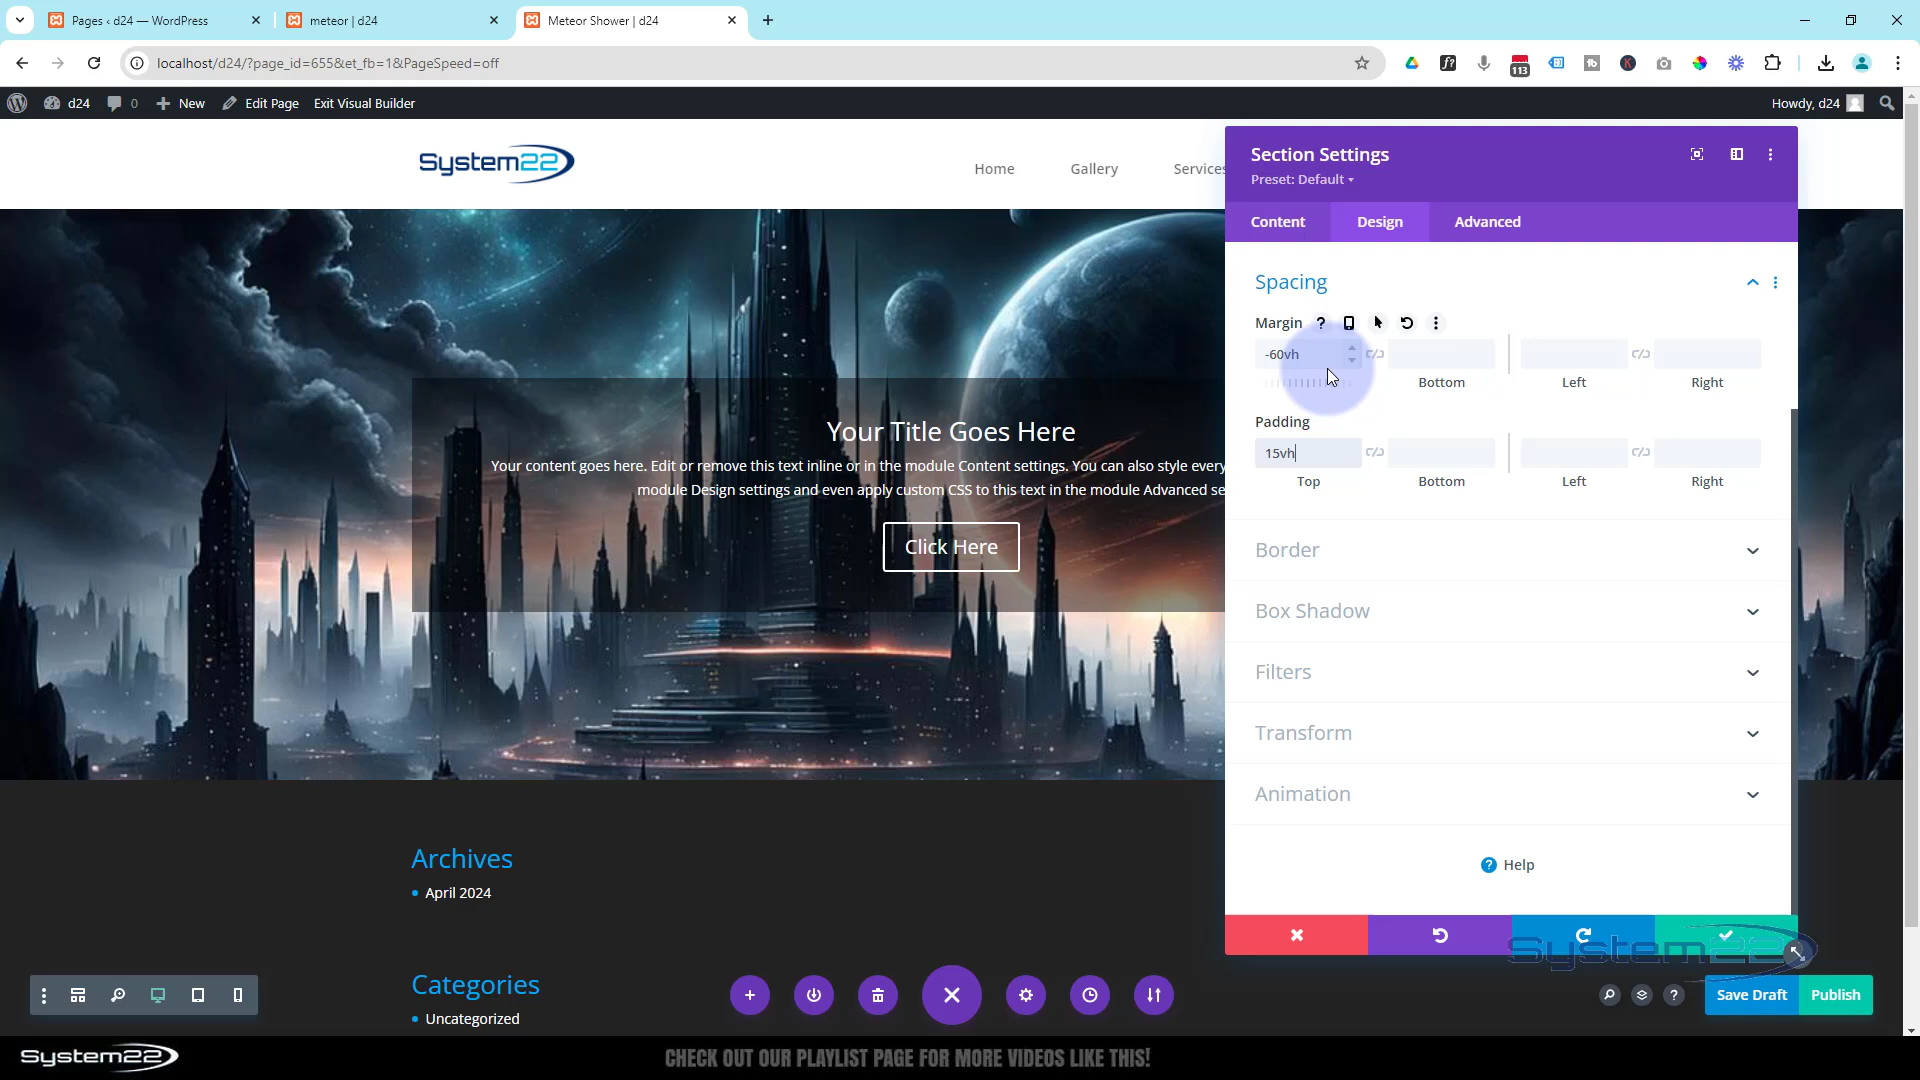 Pages ‹ d24 — WordPress
meteor | d24
Meteor Shower | d24
localhost/d24/?page_id=655&et_fb=1&PageSpeed=off
113
d24
0
New
Edit Page
Exit Visual Builder
Howdy, d24
System22
Home
Gallery
Services
Section Settings
Preset: Default
Content
Design
Advanced
Spacing
Margin
-60vh
Bottom
Left
Right
Padding
15vh
Top
Bottom
Left
Right
Border
Box Shadow
Filters
Transform
Animation
Help
Your Title Goes Here
Your content goes here. Edit or remove this text inline or in the module Content settings. You can also style every
module Design settings and even apply custom CSS to this text in the module Advanced se
Click Here
Archives
April 2024
Categories
Uncategorized
System22
Save Draft
Publish
System22
CHECK OUT OUR PLAYLIST PAGE FOR MORE VIDEOS LIKE THIS!